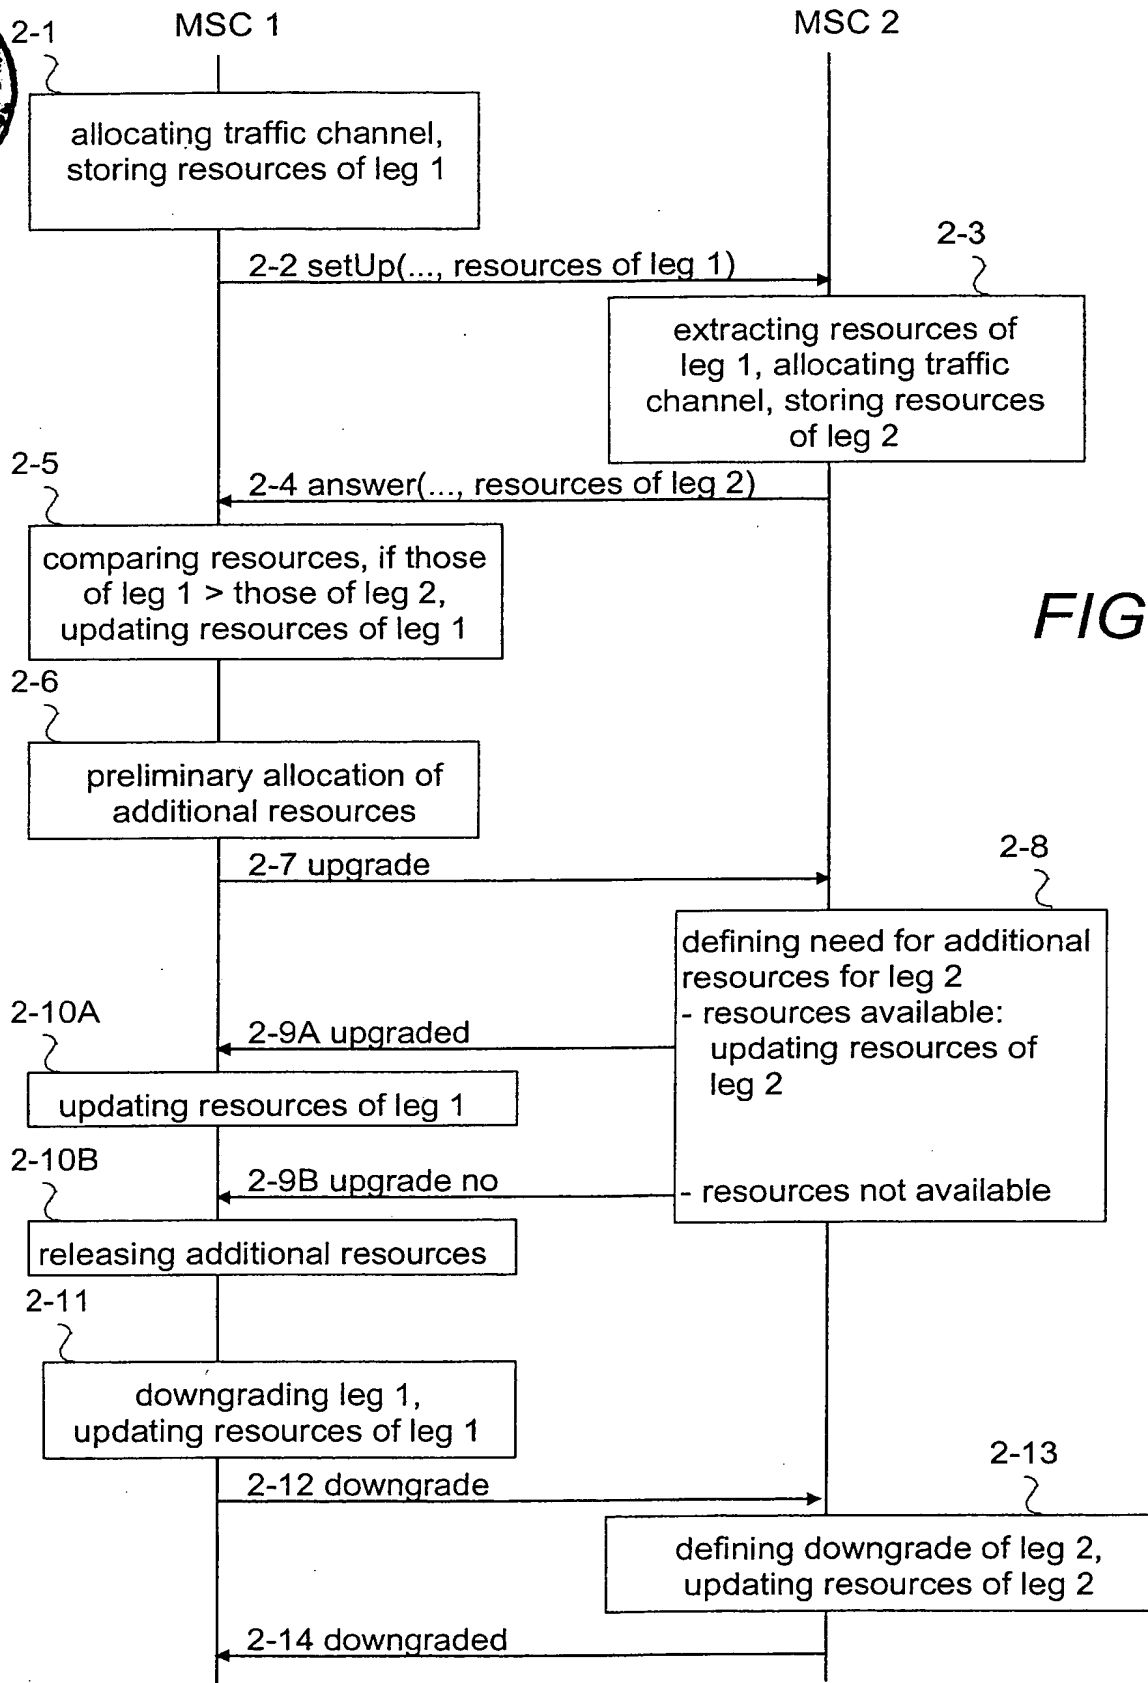 2-1
MSC 1
MSC 2
allocating traffic channel,
storing resources of leg 1
2-2 setUp(..., resources of leg 1)
2-3
extracting resources of
leg 1, allocating traffic
channel, storing resources
of leg 2
2-4 answer(..., resources of leg 2)
2-5
comparing resources, if those
of leg 1 > those of leg 2,
updating resources of leg 1
FIG
2-6
preliminary allocation of
additional resources
2-7 upgrade
2-8
defining need for additional
resources for leg 2
- resources available:
updating resources of
leg 2
2-9A upgraded
2-10A
updating resources of leg 1
2-9B upgrade no
- resources not available
2-10B
releasing additional resources
2-11
downgrading leg 1,
updating resources of leg 1
2-12 downgrade
2-13
defining downgrade of leg 2,
updating resources of leg 2
2-14 downgraded